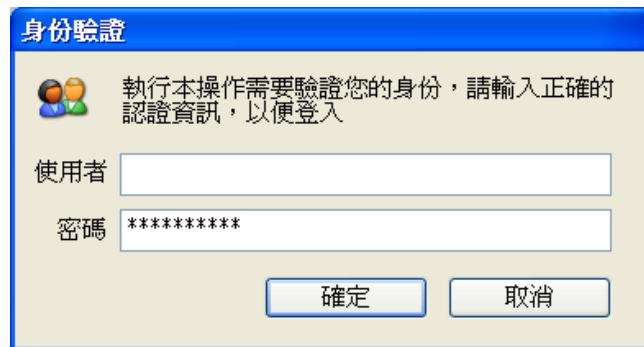 身份驗證
執行本操作需要驗證您的身份，請輸入正確的
認證資訊，以便登入
使用者
密碼 **********
確定 取消